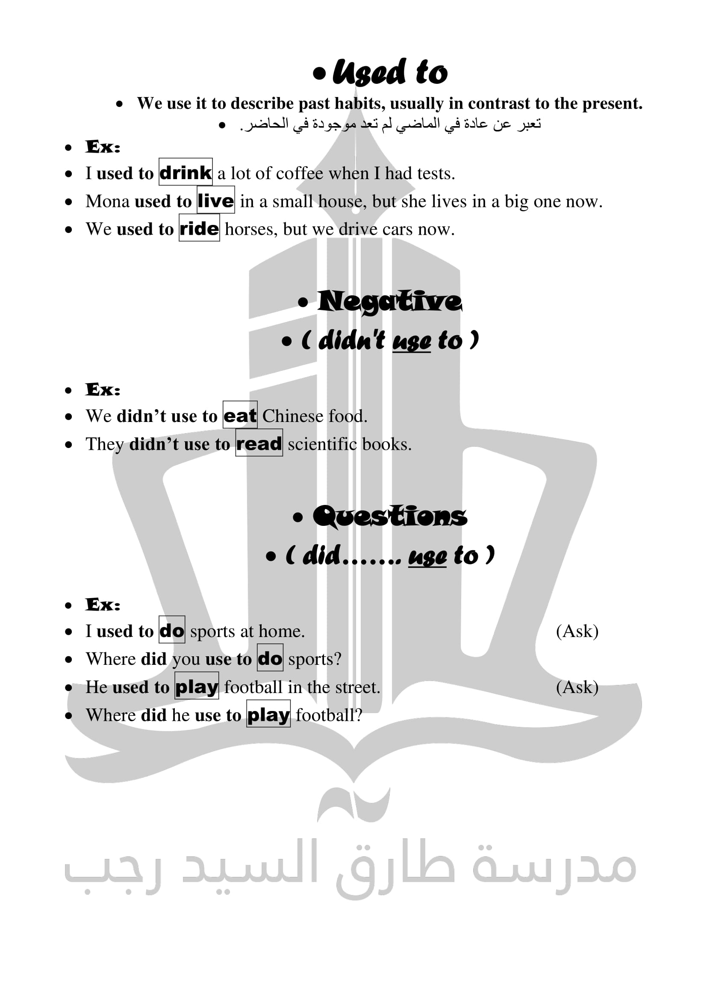 • Used to
• We use it to describe past habits, usually in contrast to the present.
• تعبر عن عادة في الماضي لم تعد موجودة في الحاضر.
• Ex:
• I used to drink a lot of coffee when I had tests.
• Mona used to live in a small house, but she lives in a big one now.
• We used to ride horses, but we drive cars now.
• Negative
• ( didn't use to )
• Ex:
• We didn’t use to eat Chinese food.
• They didn’t use to read scientific books.
• Questions
• ( did……. use to )
• Ex:
• I used to do sports at home. (Ask)
• Where did you use to do sports?
• He used to play football in the street. (Ask)
• Where did he use to play football?
مدرسة طارق السيد رجب